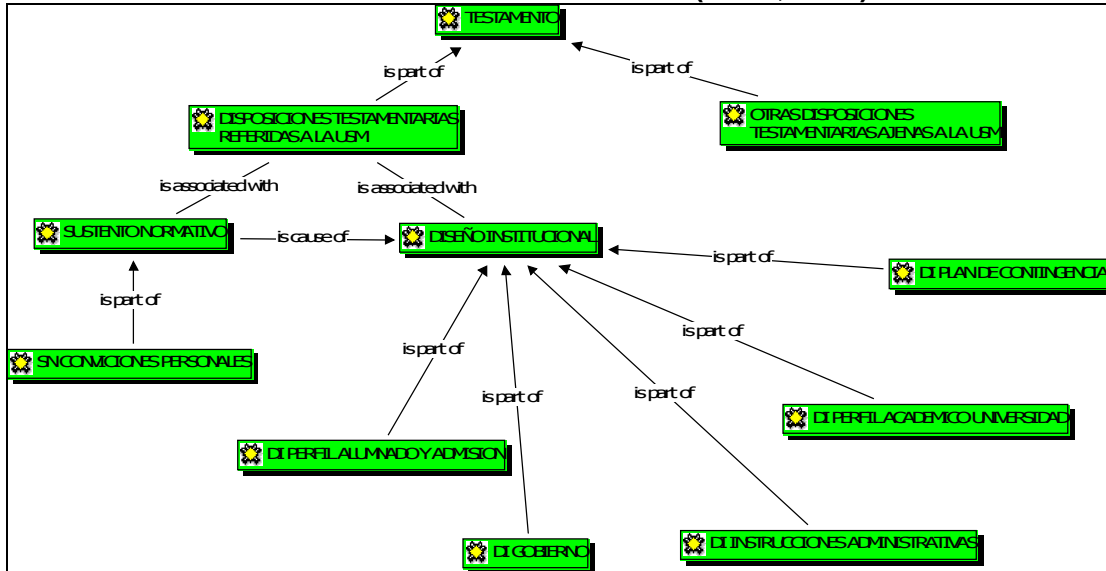 TESTAMENTO
is part of
is part of
DISPOSICIONES TESTAMENTARIAS
REFERIDAS A LA USM
OTRAS DISPOSICIONES
TESTAMENTARIAS AJENAS A LA USM
is associated with
is associated with
SUSTENTO NORMATIVO
is cause of
DISEÑO INSTITUCIONAL
is part of
DI PLAN DE CONTINGENCIA
is part of
is part of
is part of
SN CONVICIONES PERSONALES
is part of
is part of
DI PERFIL ACADEMICO UNIVERSIDAD
DI PERFIL ALUMNADO Y ADMISION
DI GOBIERNO
DI INSTRUCCIONES ADMINISTRATIVAS